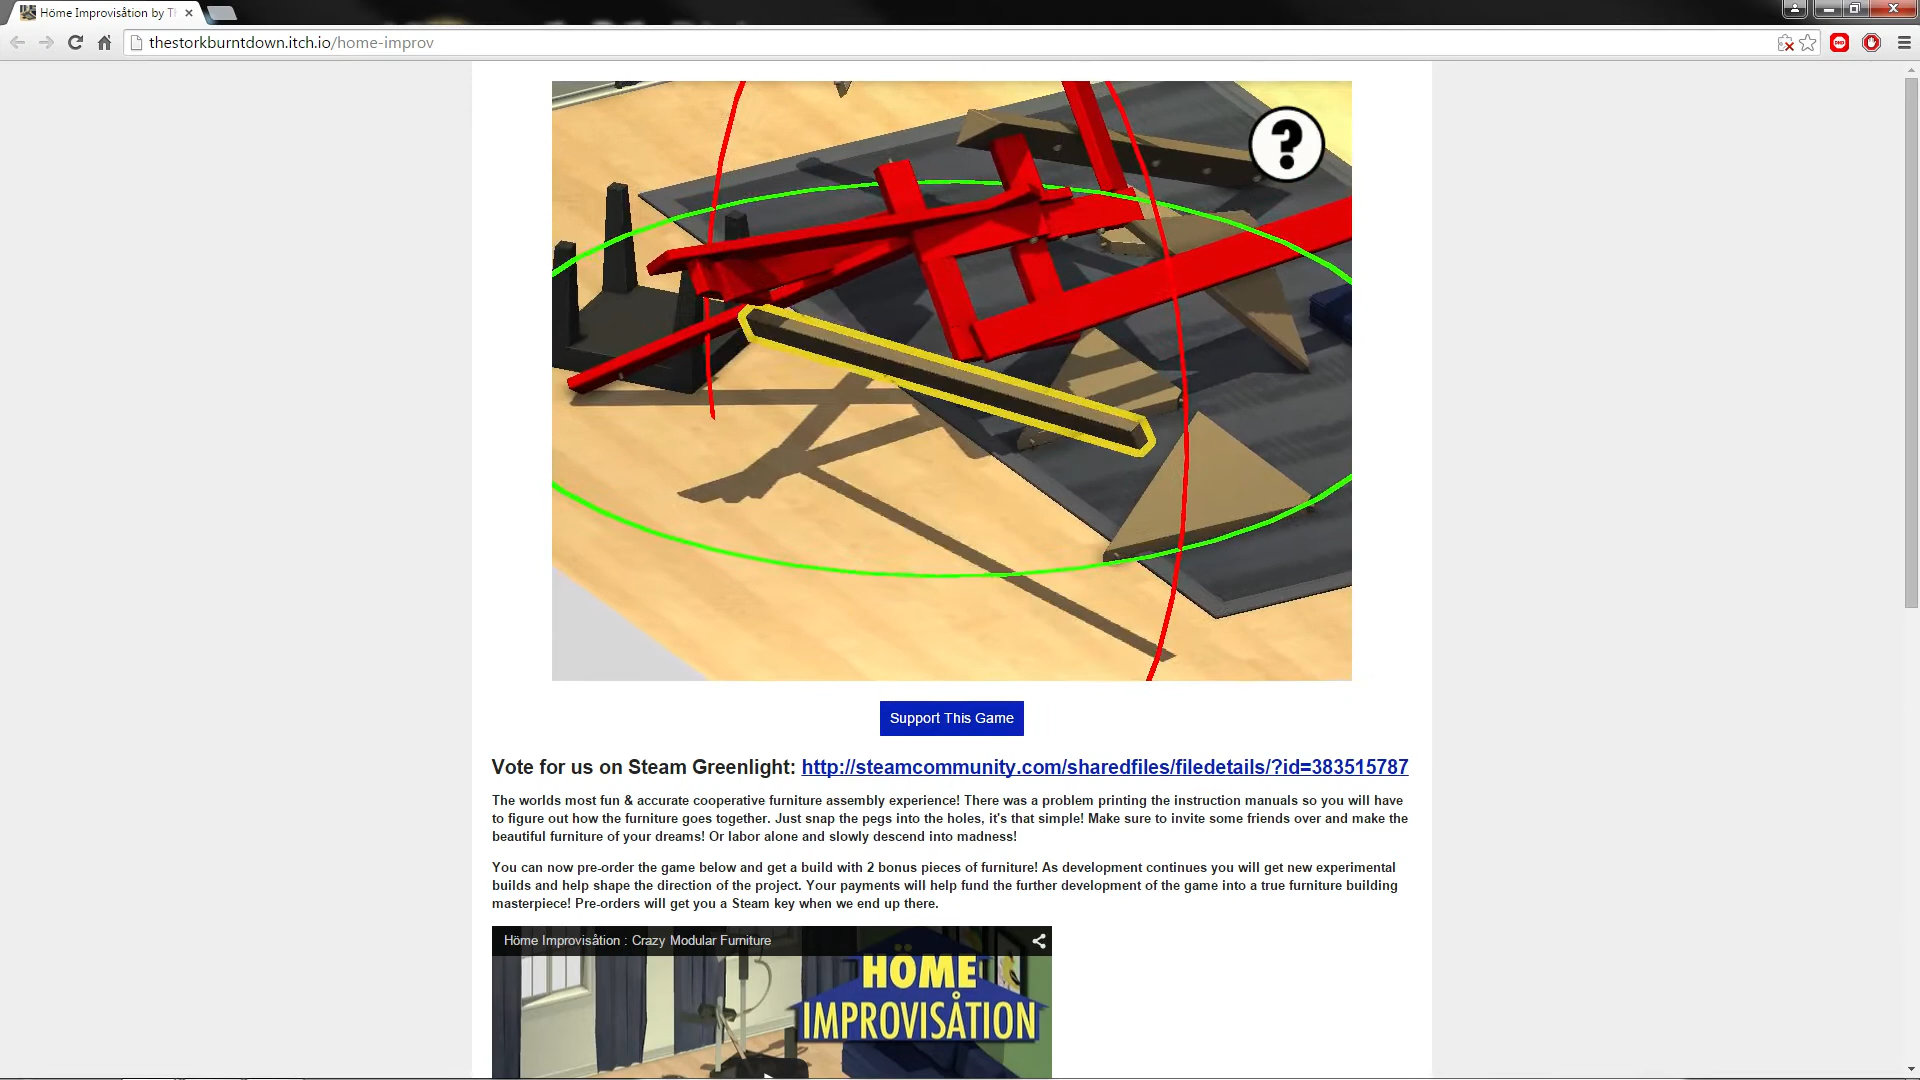 Höme Improvisåtion by Th
thestorkburntdown.itch.io/home-improv
?
Support This Game
Vote for us on Steam Greenlight: http://steamcommunity.com/sharedfiles/filedetails/?id=383515787
The worlds most fun & accurate cooperative furniture assembly experience! There was a problem printing the instruction manuals so you will have
to figure out how the furniture goes together. Just snap the pegs into the holes, it's that simple! Make sure to invite some friends over and make the
beautiful furniture of your dreams! Or labor alone and slowly descend into madness!
You can now pre-order the game below and get a build with 2 bonus pieces of furniture! As development continues you will get new experimental
builds and help shape the direction of the project. Your payments will help fund the further development of the game into a true furniture building
masterpiece! Pre-orders will get you a Steam key when we end up there.
Höme Improvisåtion : Crazy Modular Furniture
HÖME
IMPROVISÅTION